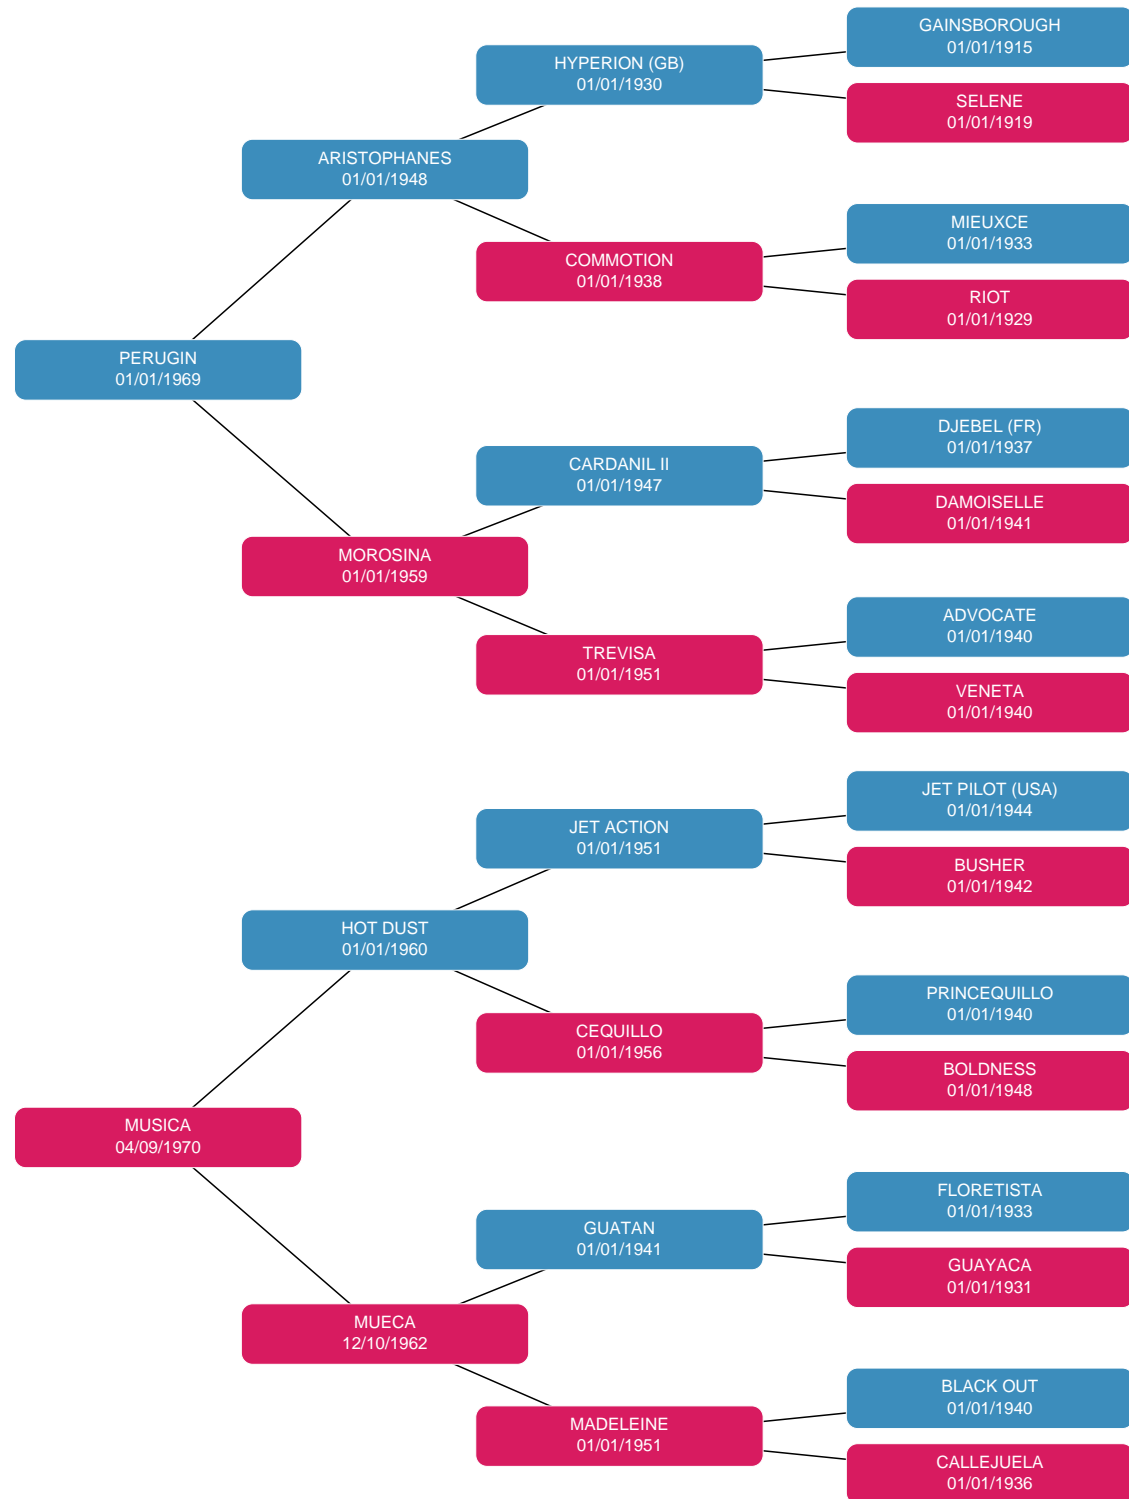 GAINSBOROUGH
01/01/1915
HYPERION (GB)
01/01/1930
SELENE
01/01/1919
ARISTOPHANES
01/01/1948
MIEUXCE
01/01/1933
COMMOTION
01/01/1938
RIOT
01/01/1929
PERUGIN
01/01/1969
DJEBEL (FR)
01/01/1937
CARDANIL II
01/01/1947
DAMOISELLE
01/01/1941
MOROSINA
01/01/1959
ADVOCATE
01/01/1940
TREVISA
01/01/1951
VENETA
01/01/1940
JET PILOT (USA)
01/01/1944
JET ACTION
01/01/1951
BUSHER
01/01/1942
HOT DUST
01/01/1960
PRINCEQUILLO
01/01/1940
CEQUILLO
01/01/1956
BOLDNESS
01/01/1948
MUSICA
04/09/1970
FLORETISTA
01/01/1933
GUATAN
01/01/1941
GUAYACA
01/01/1931
MUECA
12/10/1962
BLACK OUT
01/01/1940
MADELEINE
01/01/1951
CALLEJUELA
01/01/1936